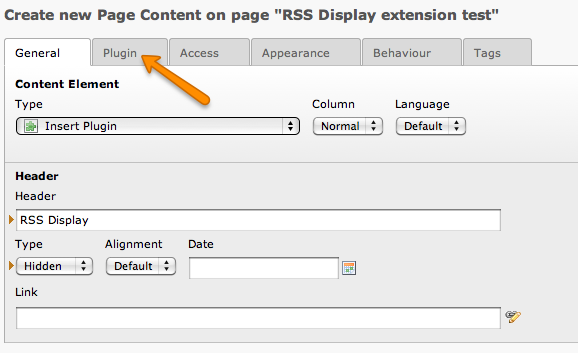 Create new Page Content on page "RSS Display extension test"
General Plugin Access Appearance Behaviour Tags
Content Element
Type Column Language
Insert Plugin Normal Default
Header
Header
RSS Display
Type Alignment Date
Hidden Default
Link